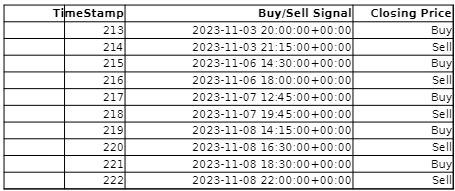 TimeStamp Buy/Sell Signal Closing Price
213 2023-11-03 20:00:00+00:00 Buy
214 2023-11-03 21:15:00+00:00 Sell
215 2023-11-06 14:30:00+00:00 Buy
216 2023-11-06 18:00:00+00:00 Sell
217 2023-11-07 12:45:00+00:00 Buy
218 2023-11-07 19:45:00+00:00 Sell
219 2023-11-08 14:15:00+00:00 Buy
220 2023-11-08 16:30:00+00:00 Sell
221 2023-11-08 18:30:00+00:00 Buy
222 2023-11-08 22:00:00+00:00 Sell